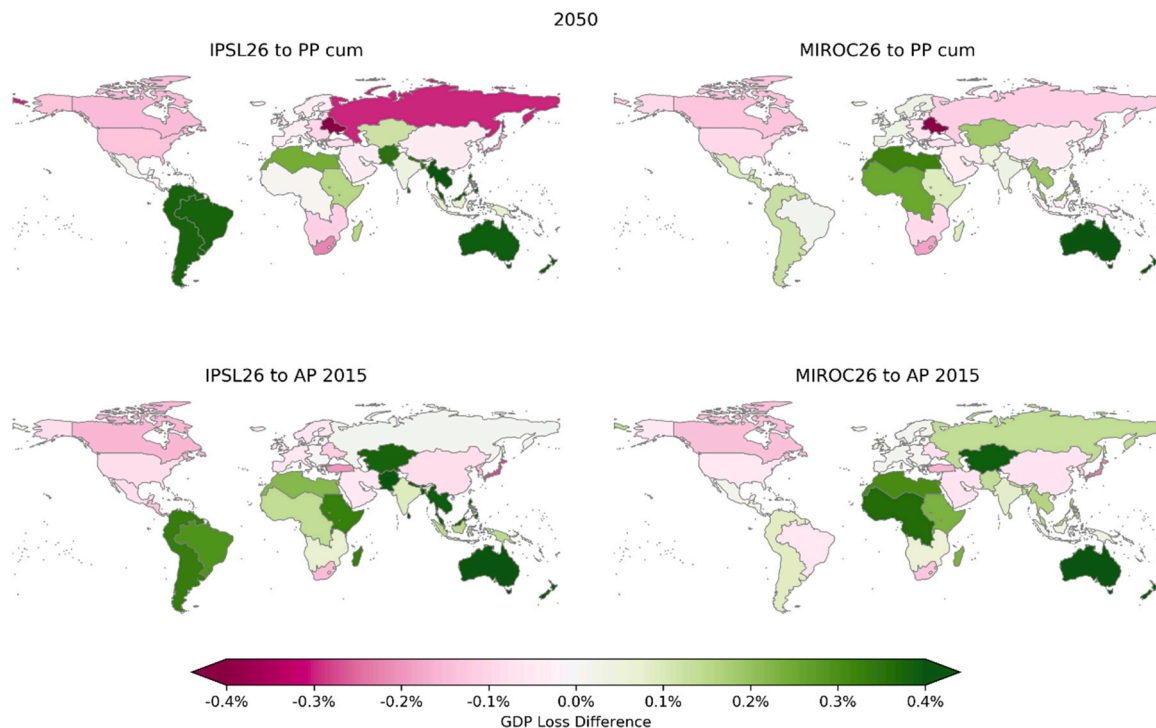 2050
IPSL26 to PP cum
MIROC26 to PP cum
IPSL26 to AP 2015
MIROC26 to AP 2015
-0.4% -0.3% -0.2% -0.1% 0.0% 0.1% 0.2% 0.3% 0.4%
GDP Loss Difference